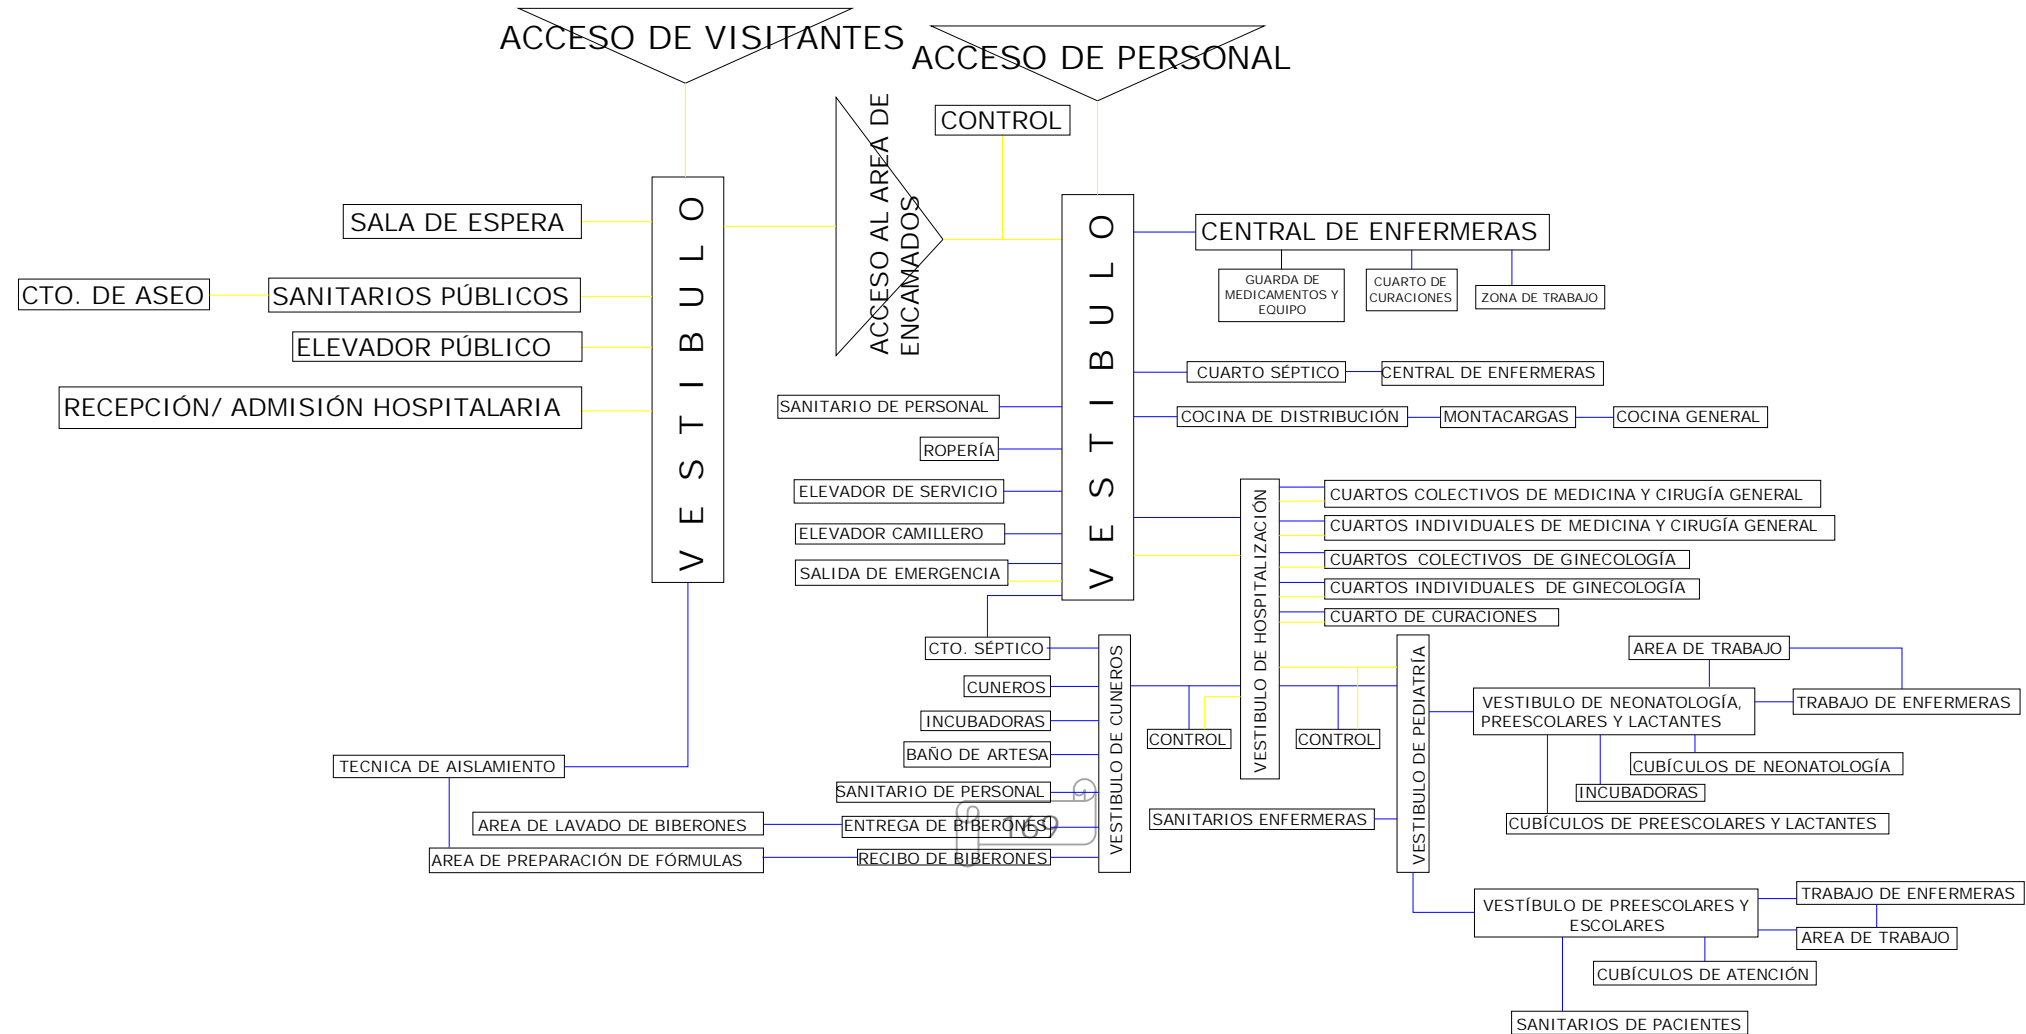 ACCESO DE VISITANTES
ACCESO DE PERSONAL
CONTROL
ACCESO AL AREA DE
ENCAMADOS
VESTIBULO
SALA DE ESPERA
CTO. DE ASEO
SANITARIOS PÚBLICOS
ELEVADOR PÚBLICO
RECEPCIÓN/ ADMISIÓN HOSPITALARIA
VESTIBULO
CENTRAL DE ENFERMERAS
GUARDA DE
MEDICAMENTOS Y
EQUIPO
CUARTO DE
CURACIONES
ZONA DE TRABAJO
CUARTO SÉPTICO
CENTRAL DE ENFERMERAS
COCINA DE DISTRIBUCIÓN
MONTACARGAS
COCINA GENERAL
SANITARIO DE PERSONAL
ROPERÍA
ELEVADOR DE SERVICIO
ELEVADOR CAMILLERO
SALIDA DE EMERGENCIA
VESTIBULO DE HOSPITALIZACIÓN
CUARTOS COLECTIVOS DE MEDICINA Y CIRUGÍA GENERAL
CUARTOS INDIVIDUALES DE MEDICINA Y CIRUGÍA GENERAL
CUARTOS COLECTIVOS DE GINECOLOGÍA
CUARTOS INDIVIDUALES DE GINECOLOGÍA
CUARTO DE CURACIONES
CTO. SÉPTICO
CUNEROS
INCUBADORAS
BAÑO DE ARTESA
SANITARIO DE PERSONAL
ENTREGA DE BIBERONES
RECIBO DE BIBERONES
169
VESTIBULO DE CUNEROS
CONTROL
CONTROL
TECNICA DE AISLAMIENTO
AREA DE LAVADO DE BIBERONES
AREA DE PREPARACIÓN DE FÓRMULAS
SANITARIOS ENFERMERAS
VESTIBULO DE PEDIATRÍA
AREA DE TRABAJO
VESTIBULO DE NEONATOLOGÍA,
PREESCOLARES Y LACTANTES
TRABAJO DE ENFERMERAS
CUBÍCULOS DE NEONATOLOGÍA
INCUBADORAS
CUBÍCULOS DE PREESCOLARES Y LACTANTES
VESTÍBULO DE PREESCOLARES Y
ESCOLARES
TRABAJO DE ENFERMERAS
AREA DE TRABAJO
CUBÍCULOS DE ATENCIÓN
SANITARIOS DE PACIENTES